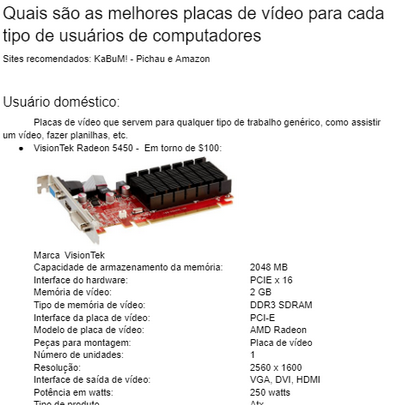 Quais são as melhores placas de vídeo para cada
tipo de usuários de computadores
Sites recomendados: KaBuM! - Pichau e Amazon
Usuário doméstico:
Placas de vídeo que servem para qualquer tipo de trabalho genérico, como assistir
um vídeo, fazer planilhas, etc.
● VisionTek Radeon 5450 - Em torno de $100:
Marca VisionTek
Capacidade de armazenamento da memória: 2048 MB
Interface do hardware: PCIE x 16
Memória de vídeo: 2 GB
Tipo de memória de vídeo: DDR3 SDRAM
Interface da placa de vídeo: PCI-E
Modelo de placa de vídeo: AMD Radeon
Peças para montagem: Placa de vídeo
Número de unidades: 1
Resolução: 2560 x 1600
Interface de saída de vídeo: VGA, DVI, HDMI
Potência em watts: 250 watts
Tipo de produto Atx